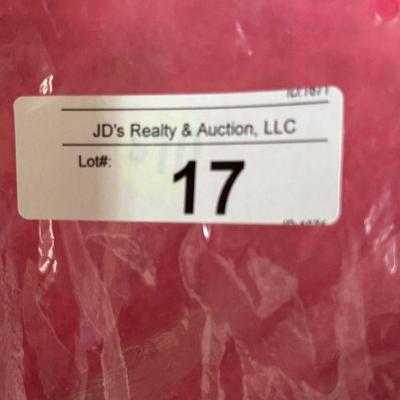 JD's Realty & Auction, LLC
Lot#:
17